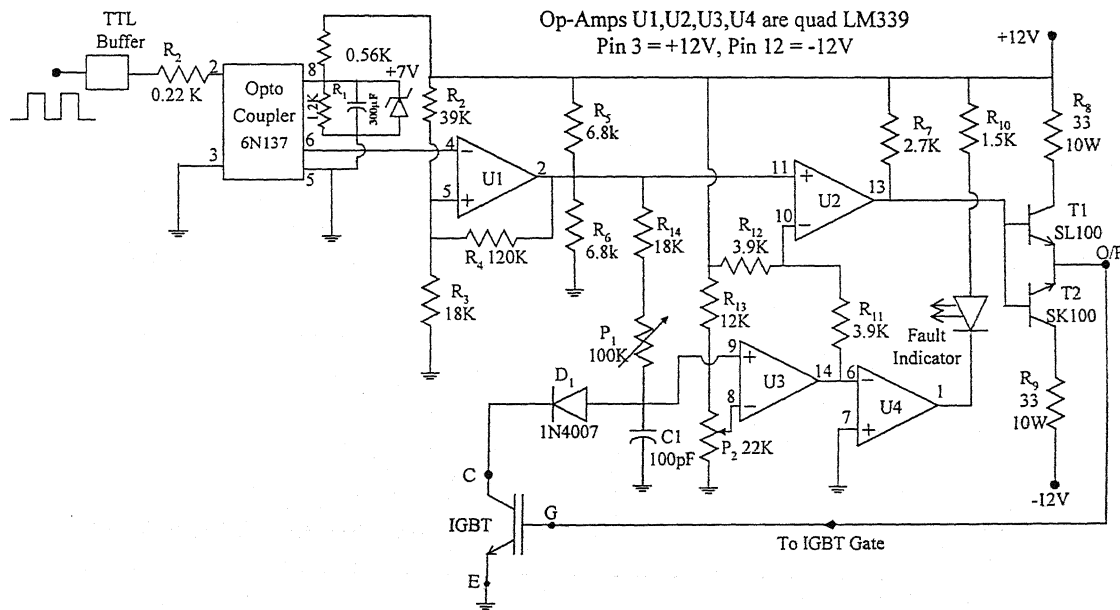 Op-Amps U1,U2,U3,U4 are quad LM339
Pin 3 = +12V, Pin 12 = -12V
TTL
Buffer
R2
0.22 K
2
3
Opto
Coupler
6N137
8
6
5
0.56K
1.2K
R1
300µF
+7V
R2
39K
4
5
U1
2
R4 120K
R3
18K
R5
6.8k
R6
6.8k
R14
18K
P1
100K
D1
1N4007
C1
100pF
+12V
R7
2.7K
R10
1.5K
R8
33
10W
11
10
U2
13
R12
3.9K
R13
12K
R11
3.9K
9
8
U3
14
P2 22K
6
7
U4
1
Fault
Indicator
T1
SL100
O/P
T2
SK100
R9
33
10W
-12V
C
IGBT
G
E
To IGBT Gate